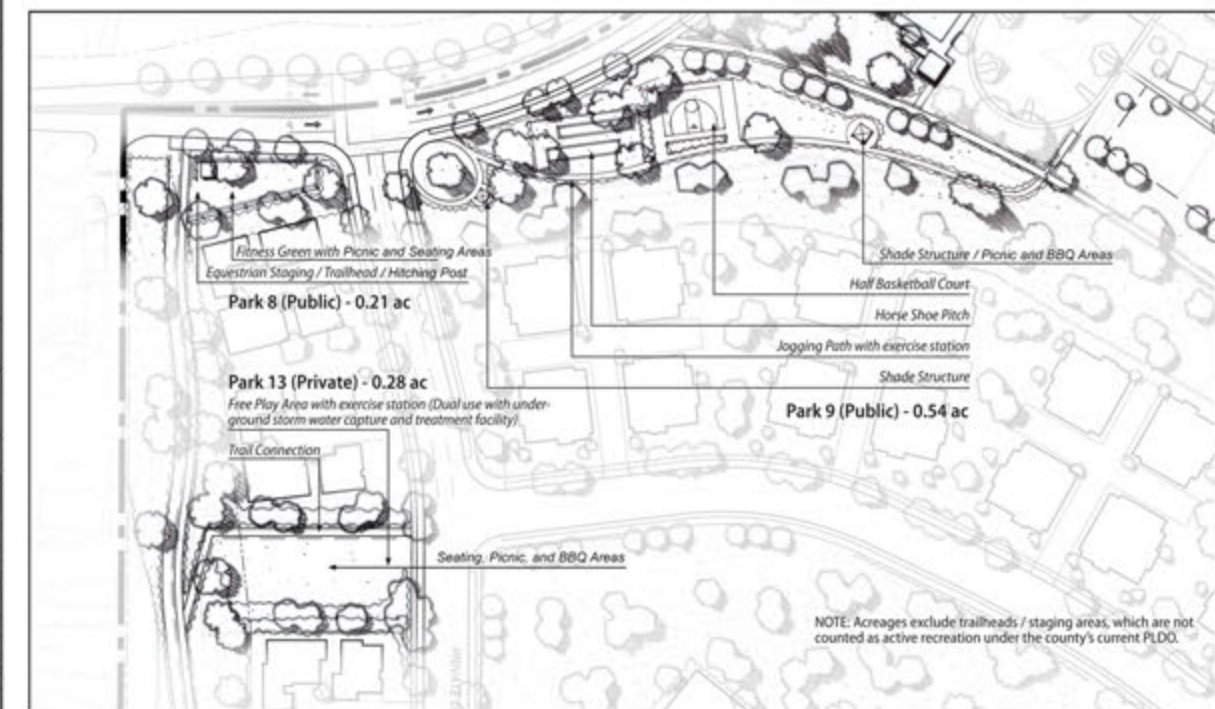 Fitness Green with Picnic and Seating Areas
Equestrian Staging / Trailhead / Hitching Post
Park 8 (Public) - 0.21 ac
Shade Structure / Picnic and BBQ Areas
Half Basketball Court
Horse Shoe Pitch
Jogging Path with exercise station
Shade Structure
Park 9 (Public) - 0.54 ac
Park 13 (Private) - 0.28 ac
Free Play Area with exercise station (Dual use with under-
ground storm water capture and treatment facility)
Trail Connection
Seating, Picnic, and BBQ Areas
NOTE: Acreages exclude trailheads / staging areas, which are not
counted as active recreation under the county's current PLDO.